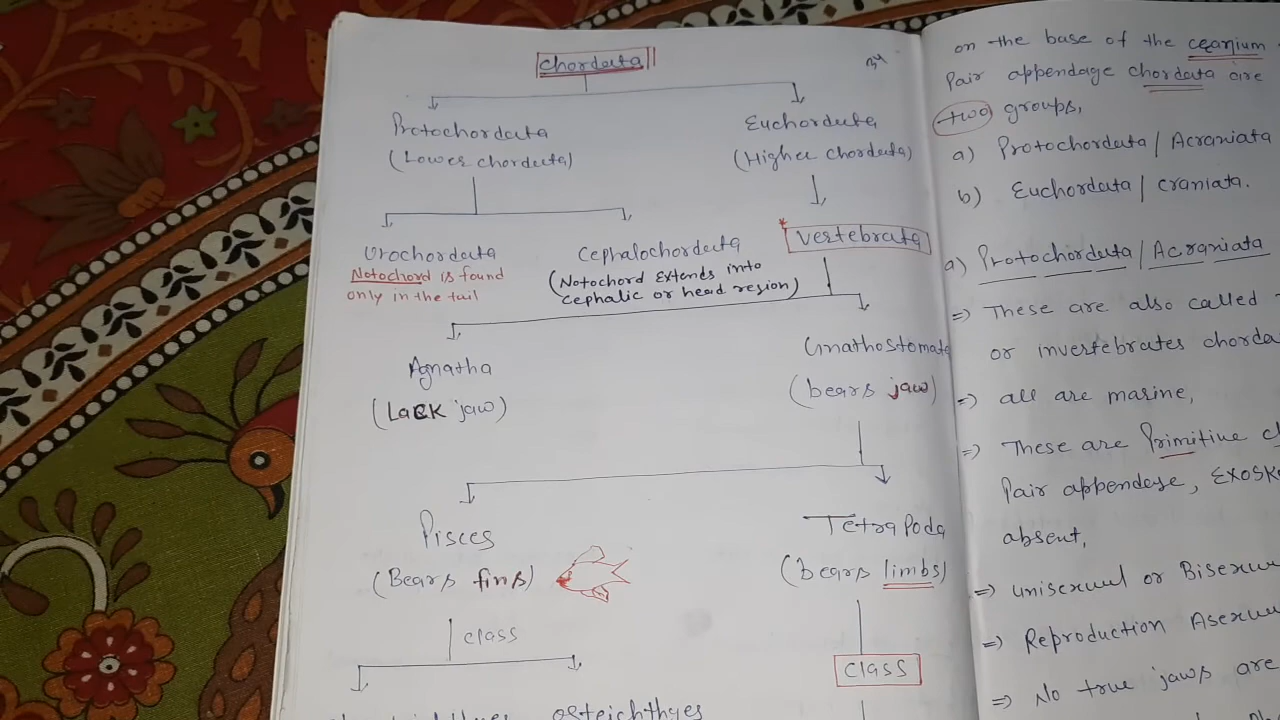 Chordata
Protochordata
(Lower chordata)
Euchordata
(Higher chordata)
Urochordata
Notochord is found
only in the tail
Cephalochordata
(Notochord Extends into
cephalic or head region)
* Vertebrata
Agnatha
(Lack jaw)
Gnathostomata
(bears jaw)
Pisces
(Bears fins)
Tetrapoda
(bears limbs)
class
class
osteichthyes
on the base of the cranium
Pair appendage chordata are
two groups,
a) Protochordata / Acraniata
b) Euchordata / craniata.
a) Protochordata / Acraniata
=> These are also called
or invertebrates
=> all are marine,
=> These are Primitive
Pair appendage,
absent,
=> unisexual or
=> Reproduction
=> No true jaws are